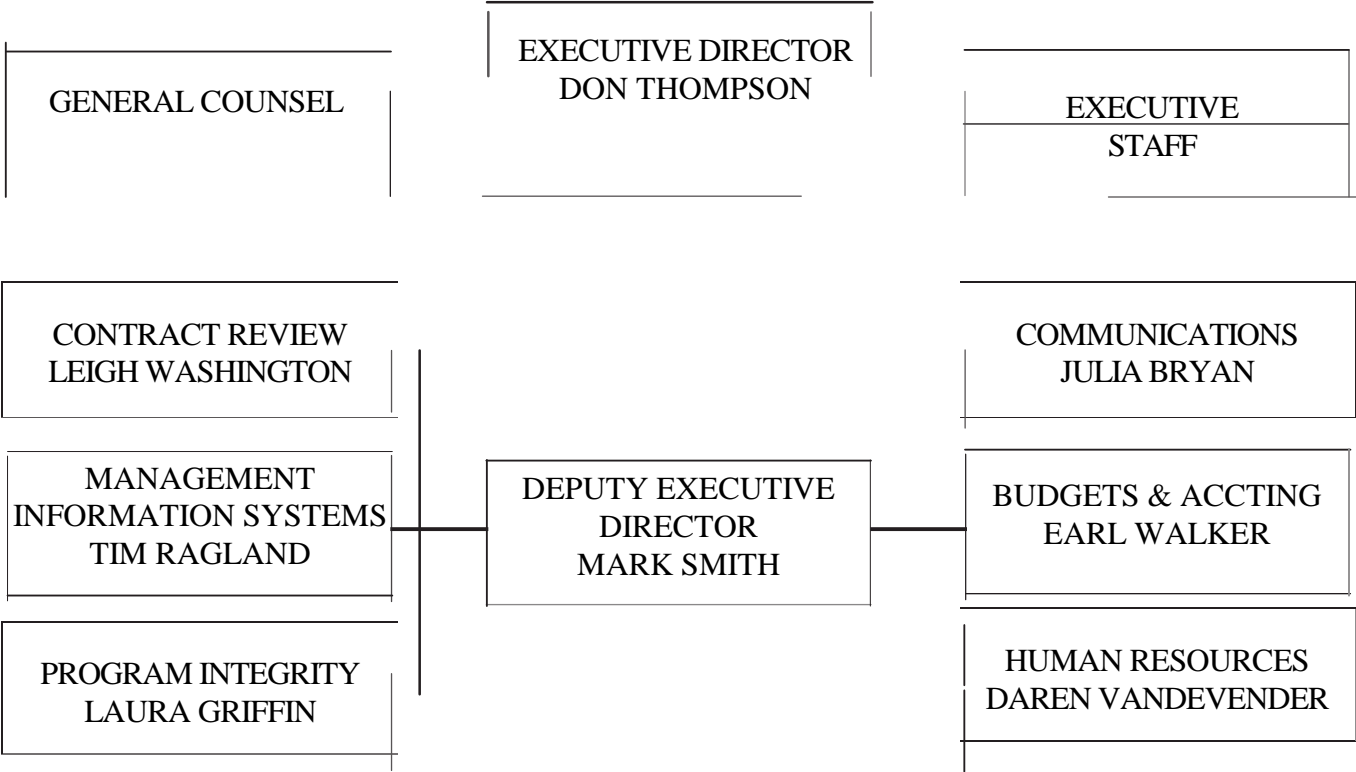 GENERAL COUNSEL
EXECUTIVE DIRECTOR
DON THOMPSON
EXECUTIVE
STAFF
CONTRACT REVIEW
LEIGH WASHINGTON
COMMUNICATIONS
JULIA BRYAN
MANAGEMENT
INFORMATION SYSTEMS
TIM RAGLAND
DEPUTY EXECUTIVE
DIRECTOR
MARK SMITH
BUDGETS & ACCTING
EARL WALKER
PROGRAM INTEGRITY
LAURA GRIFFIN
HUMAN RESOURCES
DAREN VANDEVENDER